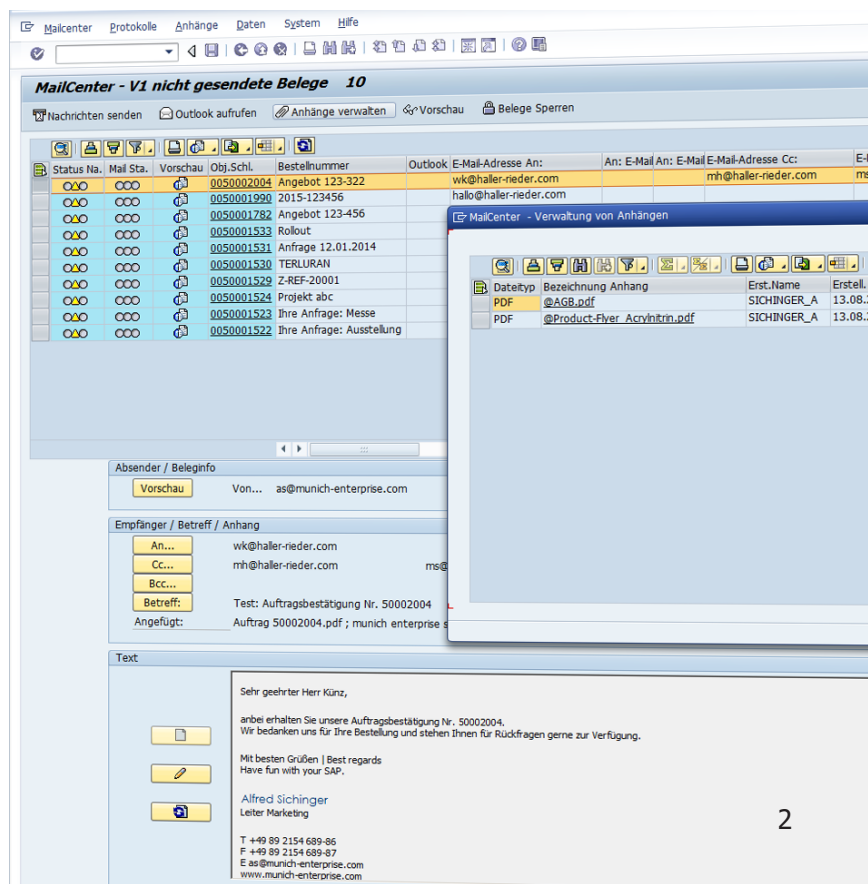 Mailcenter Protokolle Anhänge Daten System Hilfe
MailCenter - V1 nicht gesendete Belege 10
Nachrichten senden Outlook aufrufen Anhänge verwalten Vorschau Belege Sperren
Status Na. Mail Sta. Vorschau Obj.Schl. Bestellnummer Outlook E-Mail-Adresse An: An: E-Mail An: E-Mail E-Mail-Adresse Cc: E-
0050002004 Angebot 123-322 wk@haller-rieder.com mh@haller-rieder.com ms
0050001990 2015-123456 hallo@haller-rieder.com
0050001782 Angebot 123-456
0050001533 Rollout
0050001531 Anfrage 12.01.2014
0050001530 TERLURAN
0050001529 Z-REF-20001
0050001524 Projekt abc
0050001523 Ihre Anfrage: Messe
0050001522 Ihre Anfrage: Ausstellung
MailCenter - Verwaltung von Anhängen
Dateityp Bezeichnung Anhang Erst.Name Erstell.
PDF @AGB.pdf SICHINGER_A 13.08.
PDF @Product-Flyer_Acrylnitrin.pdf SICHINGER_A 13.08.
Absender / Beleginfo
Vorschau Von... as@munich-enterprise.com
Empfänger / Betreff / Anhang
An... wk@haller-rieder.com
Cc... mh@haller-rieder.com ms@
Bcc...
Betreff: Test: Auftragsbestätigung Nr. 50002004
Angefügt: Auftrag 50002004.pdf ; munich enterprise s
Text
Sehr geehrter Herr Künz,
anbei erhalten Sie unsere Auftragsbestätigung Nr. 50002004.
Wir bedanken uns für Ihre Bestellung und stehen Ihnen für Rückfragen gerne zur Verfügung.
Mit besten Grüßen | Best regards
Have fun with your SAP.
Alfred Sichinger
Leiter Marketing
2
T +49 89 2154 689-86
F +49 89 2154 689-87
E as@munich-enterprise.com
www.munich-enterprise.com